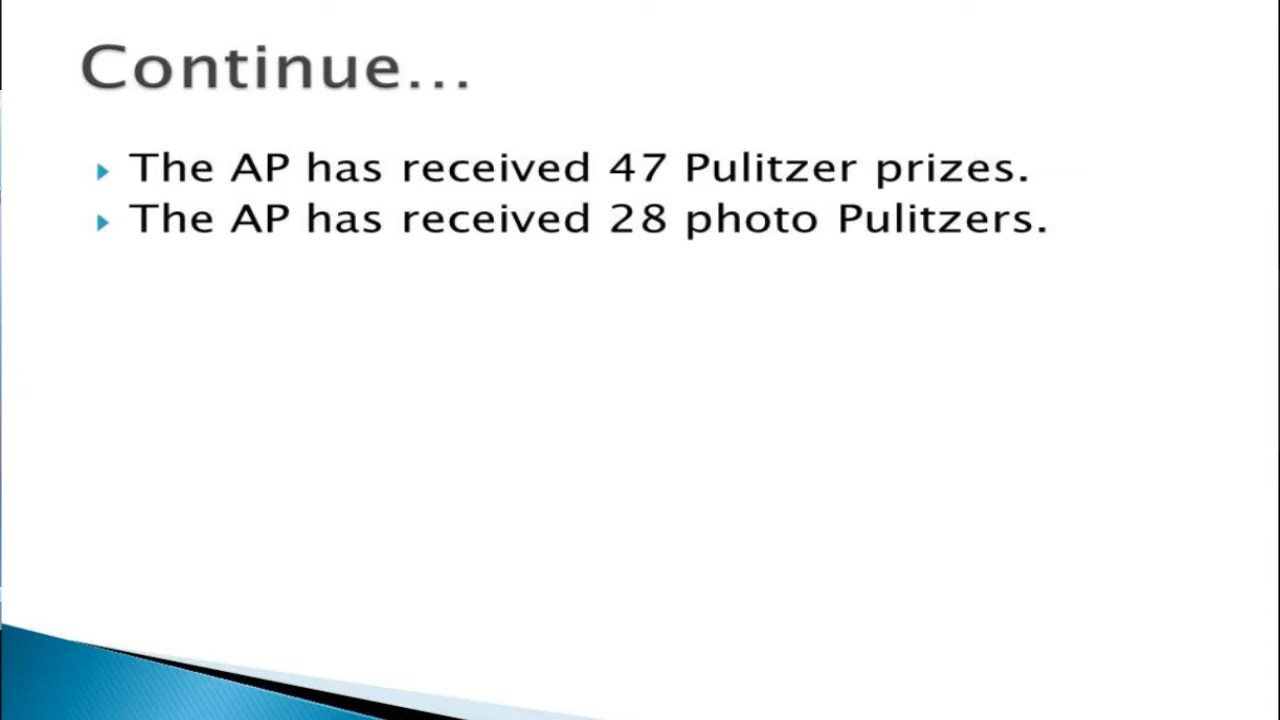 Continue...
The AP has received 47 Pulitzer prizes.
The AP has received 28 photo Pulitzers.